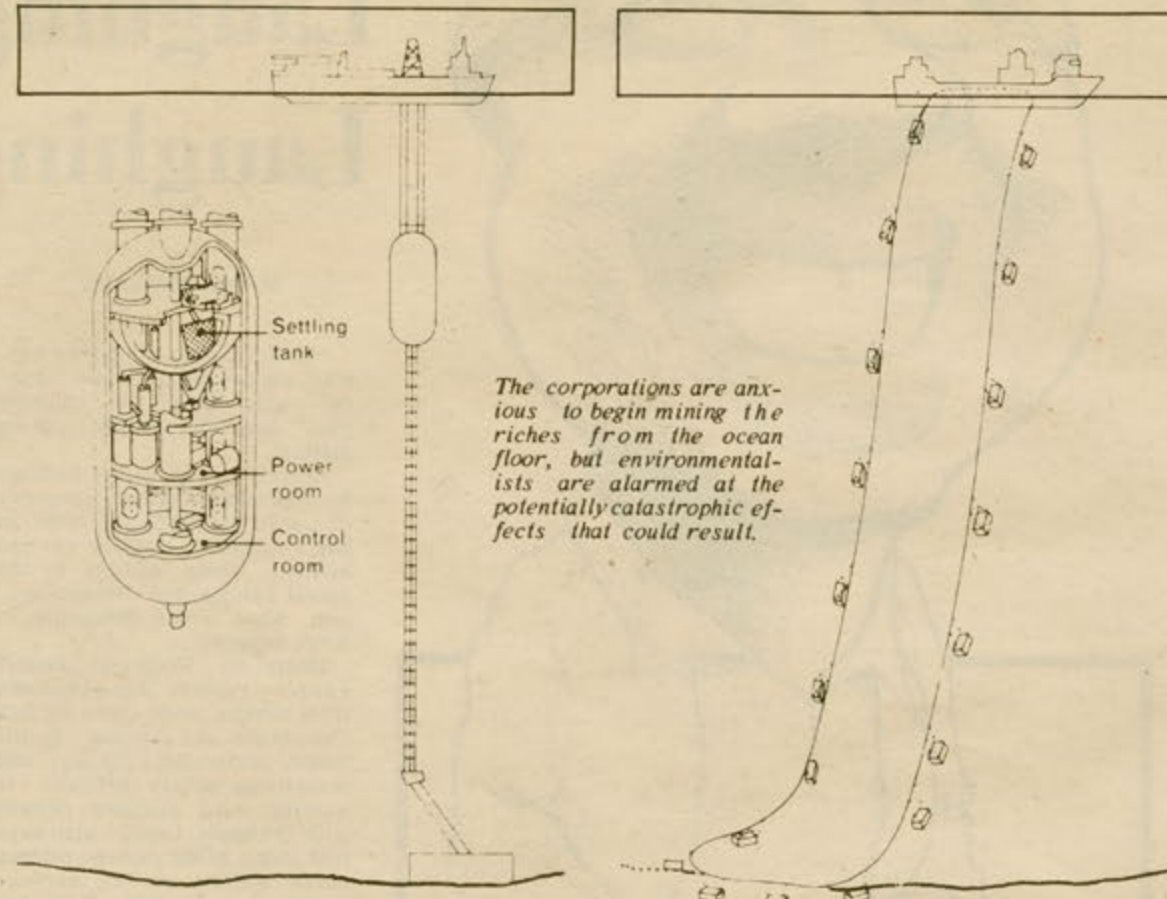 Settling
tank
Power
room
Control
room
The corporations are anx-
ious to begin mining the
riches from the ocean
floor, but environmental-
ists are alarmed at the
potentially catastrophic ef-
fects that could result.